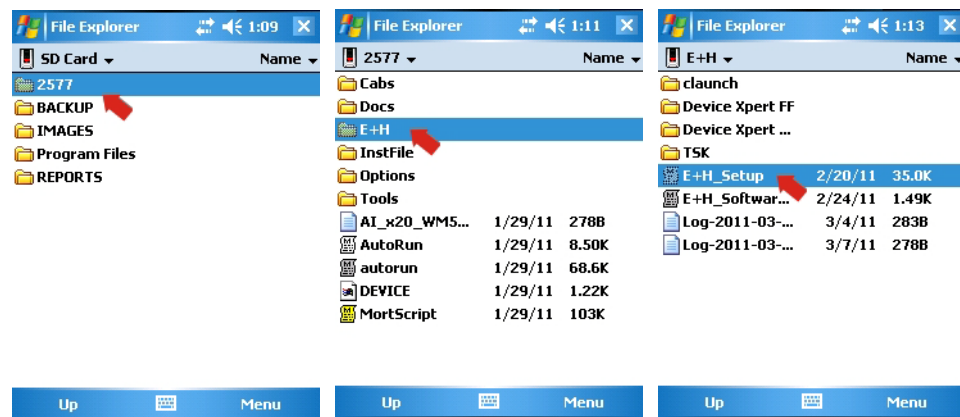 File Explorer 1:09
SD Card Name
2577
BACKUP
IMAGES
Program Files
REPORTS
Up Menu
File Explorer 1:11
2577 Name
Cabs
Docs
E+H
InstFile
Options
Tools
AI_x20_WM5... 1/29/11 278B
AutoRun 1/29/11 8.50K
autorun 1/29/11 68.6K
DEVICE 1/29/11 1.22K
MortScript 1/29/11 103K
Up Menu
File Explorer 1:13
E+H Name
claunch
Device Xpert FF
Device Xpert ...
TSK
E+H_Setup 2/20/11 35.0K
E+H_Softwar... 2/24/11 1.49K
Log-2011-03-... 3/4/11 283B
Log-2011-03-... 3/7/11 278B
Up Menu